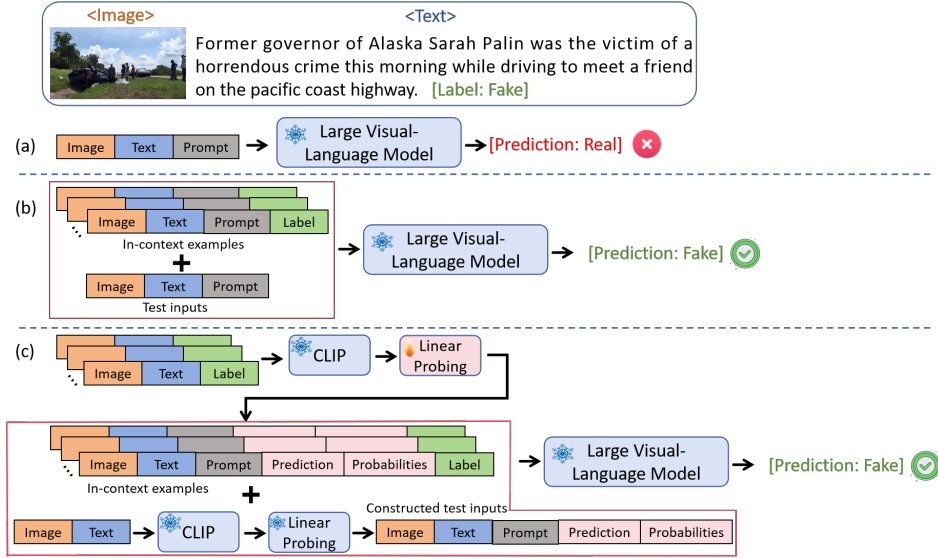 <Image>
<Text>
Former governor of Alaska Sarah Palin was the victim of a
horrendous crime this morning while driving to meet a friend
on the pacific coast highway. [Label: Fake]
(a)
Image Text Prompt
Large Visual-
Language Model
[Prediction: Real]
(b)
Image Text Prompt Label
In-context examples
+
Image Text Prompt
Test inputs
Large Visual-
Language Model
[Prediction: Fake]
(c)
Image Text Label
CLIP
Linear
Probing
Image Text Prompt Prediction Probabilities Label
In-context examples
+
Large Visual-
Language Model
[Prediction: Fake]
Image Text
CLIP
Linear
Probing
Constructed test inputs
Image Text Prompt Prediction Probabilities